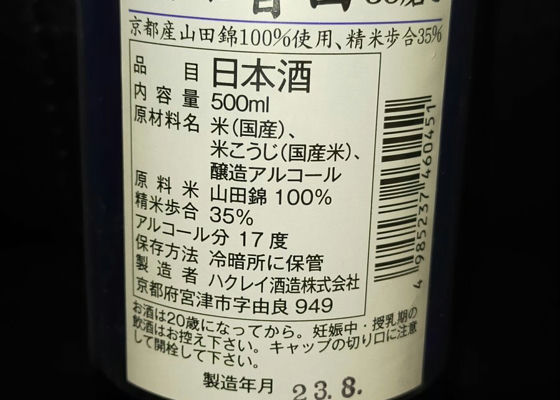 京都産山田錦100%使用、精米歩合35%
品目 日本酒
内容量 500ml
原材料名 米(国産)、
米こうじ(国産米)、
醸造アルコール
原料米 山田錦 100%
精米歩合 35%
アルコール分 17度
保存方法 冷暗所に保管
製造者 ハクレイ酒造株式会社
京都府宮津市字由良949
お酒は20歳になってから。妊娠中・授乳期の
飲酒はお控え下さい。キャップの切り口に注意
して開栓して下さい。
製造年月 23.8.
4 985237 460451